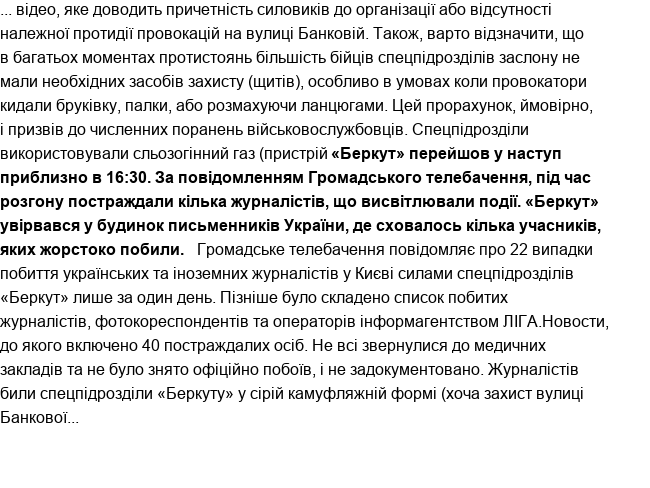 ... відео, яке доводить причетність силовиків до організації або відсутності
належної протидії провокацій на вулиці Банковій. Також, варто відзначити, що
в багатьох моментах протистоянь більшість бійців спецпідрозділів заслону не
мали необхідних засобів захисту (щитів), особливо в умовах коли провокатори
кидали бруківку, палки, або розмахуючи ланцюгами. Цей прорахунок, ймовірно,
і призвів до численних поранень військовослужбовців. Спецпідрозділи
використовували сльозогінний газ (пристрій «Беркут» перейшов у наступ
приблизно в 16:30. За повідомленням Громадського телебачення, під час
розгону постраждали кілька журналістів, що висвітлювали події. «Беркут»
увірвався у будинок письменників України, де сховалось кілька учасників,
яких жорстоко побили. Громадське телебачення повідомляє про 22 випадки
побиття українських та іноземних журналістів у Києві силами спецпідрозділів
«Беркут» лише за один день. Пізніше було складено список побитих
журналістів, фотокореспондентів та операторів інформагентством ЛІГА.Новости,
до якого включено 40 постраждалих осіб. Не всі звернулися до медичних
закладів та не було знято офіційно побоїв, і не задокументовано. Журналістів
били спецпідрозділи «Беркуту» у сірій камуфляжній формі (хоча захист вулиці
Банкової...